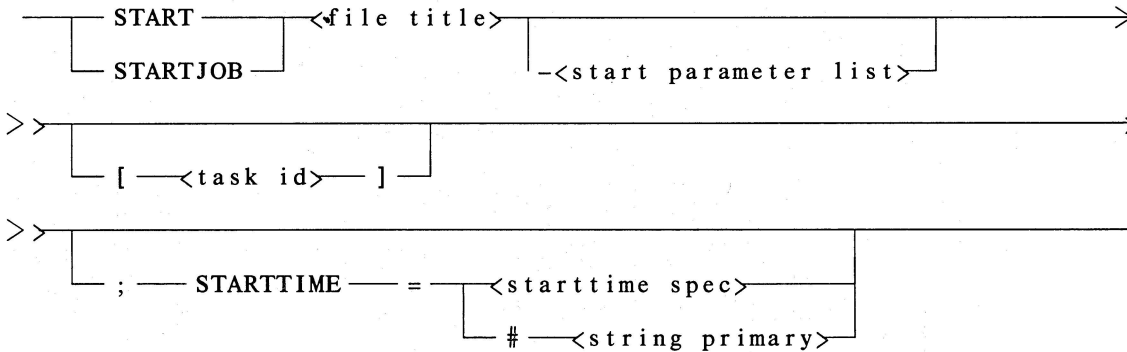 START <file title>
STARTJOB -<start parameter list>
[ <task id> ]
; STARTTIME = <starttime spec>
# <string primary>